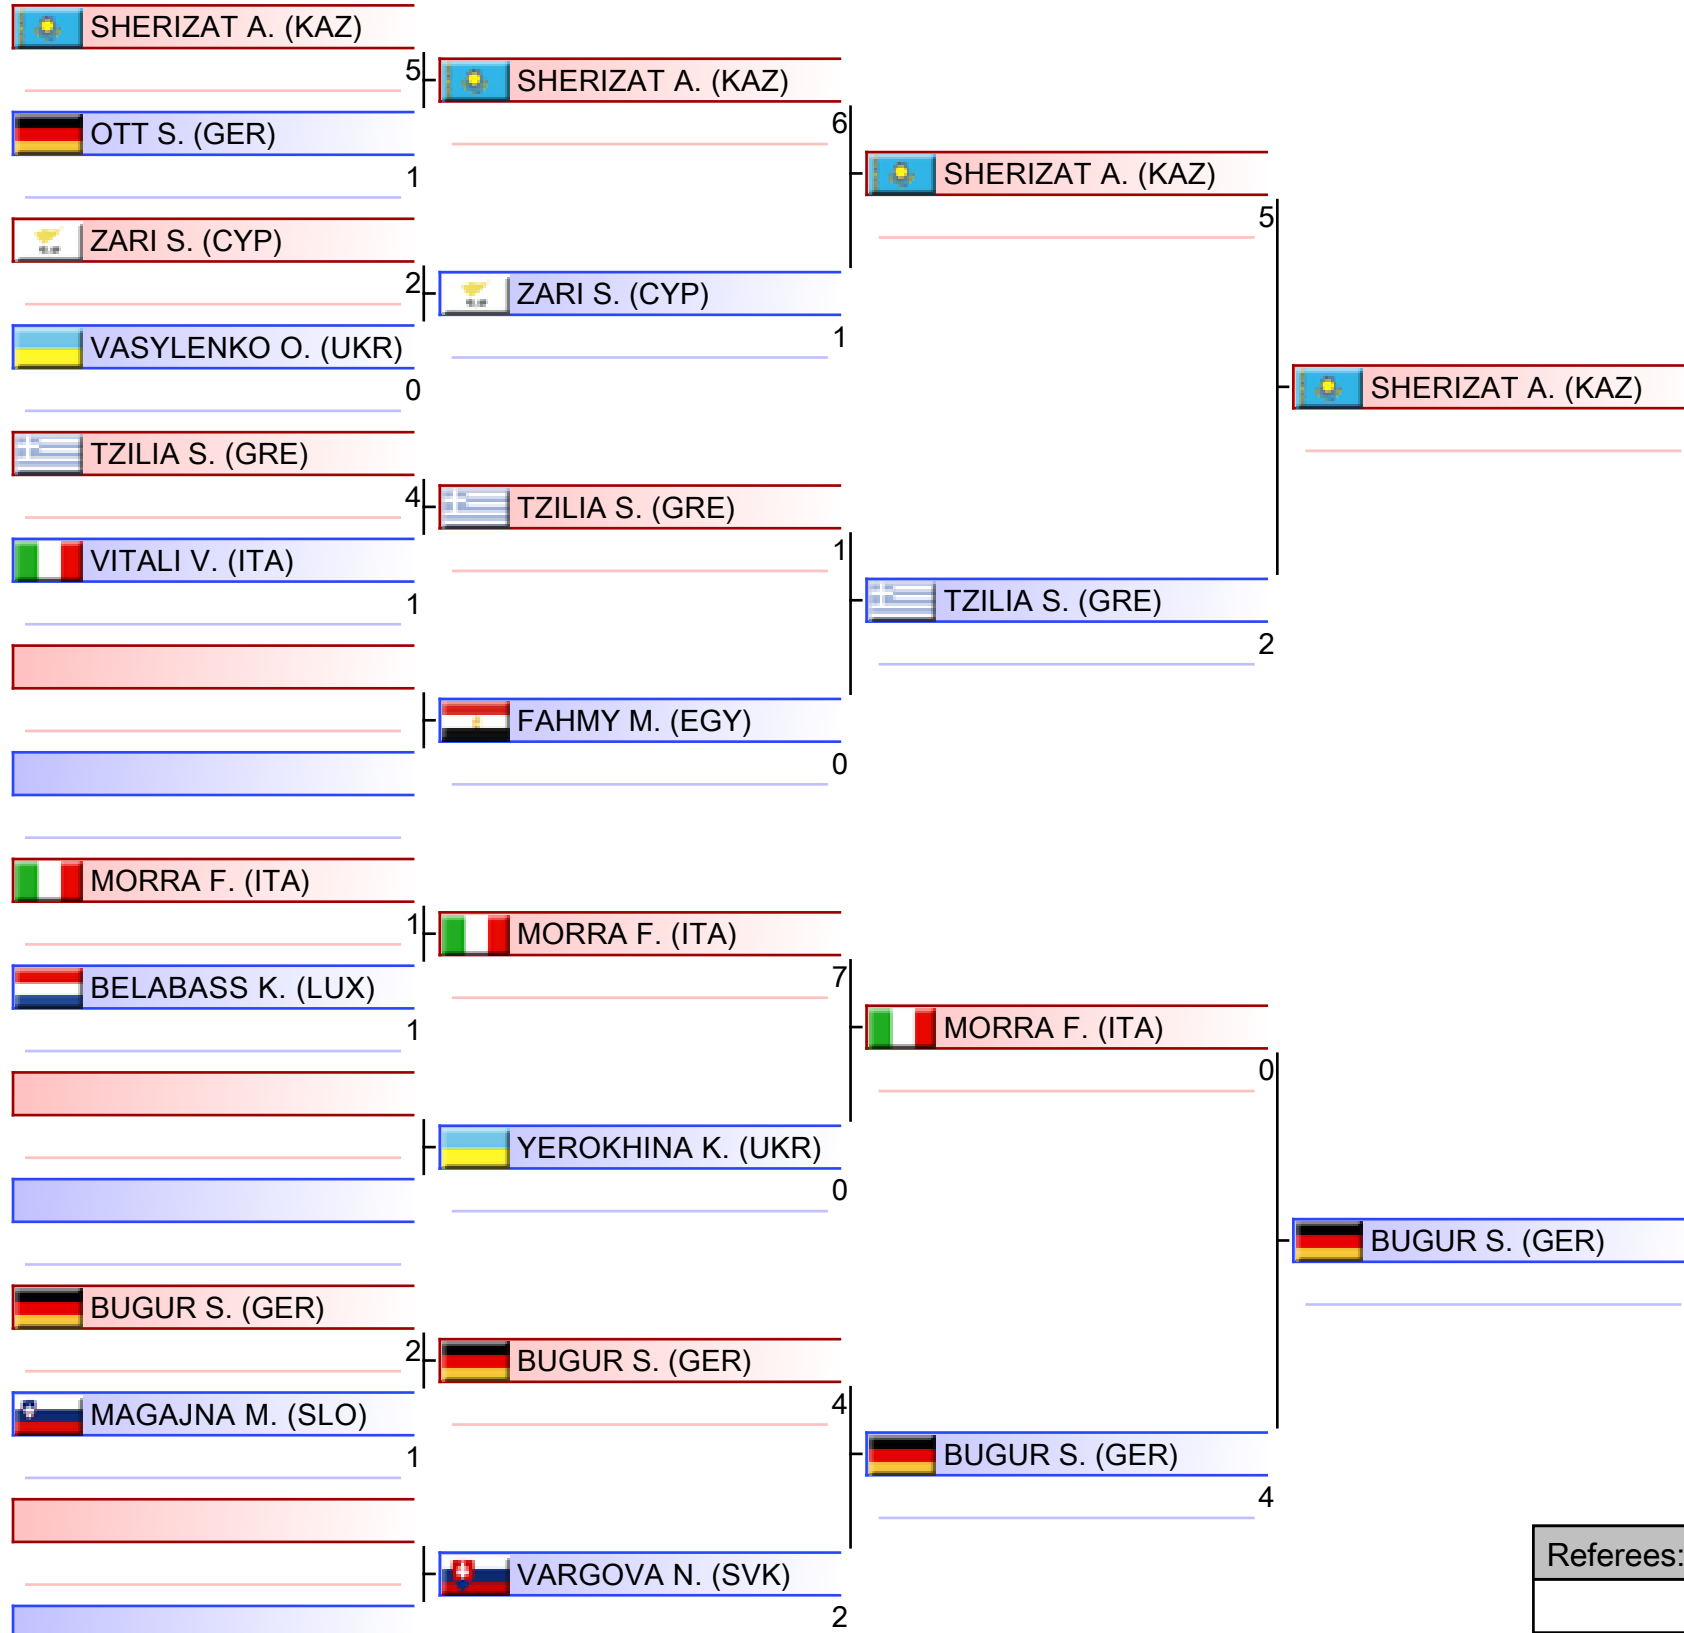 SHERIZAT A. (KAZ)
5
SHERIZAT A. (KAZ)
OTT S. (GER)
6
1
SHERIZAT A. (KAZ)
ZARI S. (CYP)
5
2
ZARI S. (CYP)
VASYLENKO O. (UKR)
1
0
SHERIZAT A. (KAZ)
TZILIA S. (GRE)
4
TZILIA S. (GRE)
VITALI V. (ITA)
1
1
TZILIA S. (GRE)
2
FAHMY M. (EGY)
0
MORRA F. (ITA)
1
MORRA F. (ITA)
BELABASS K. (LUX)
7
1
MORRA F. (ITA)
0
YEROKHINA K. (UKR)
0
BUGUR S. (GER)
BUGUR S. (GER)
2
BUGUR S. (GER)
MAGAJNA M. (SLO)
4
1
BUGUR S. (GER)
4
Referees:
VARGOVA N. (SVK)
2